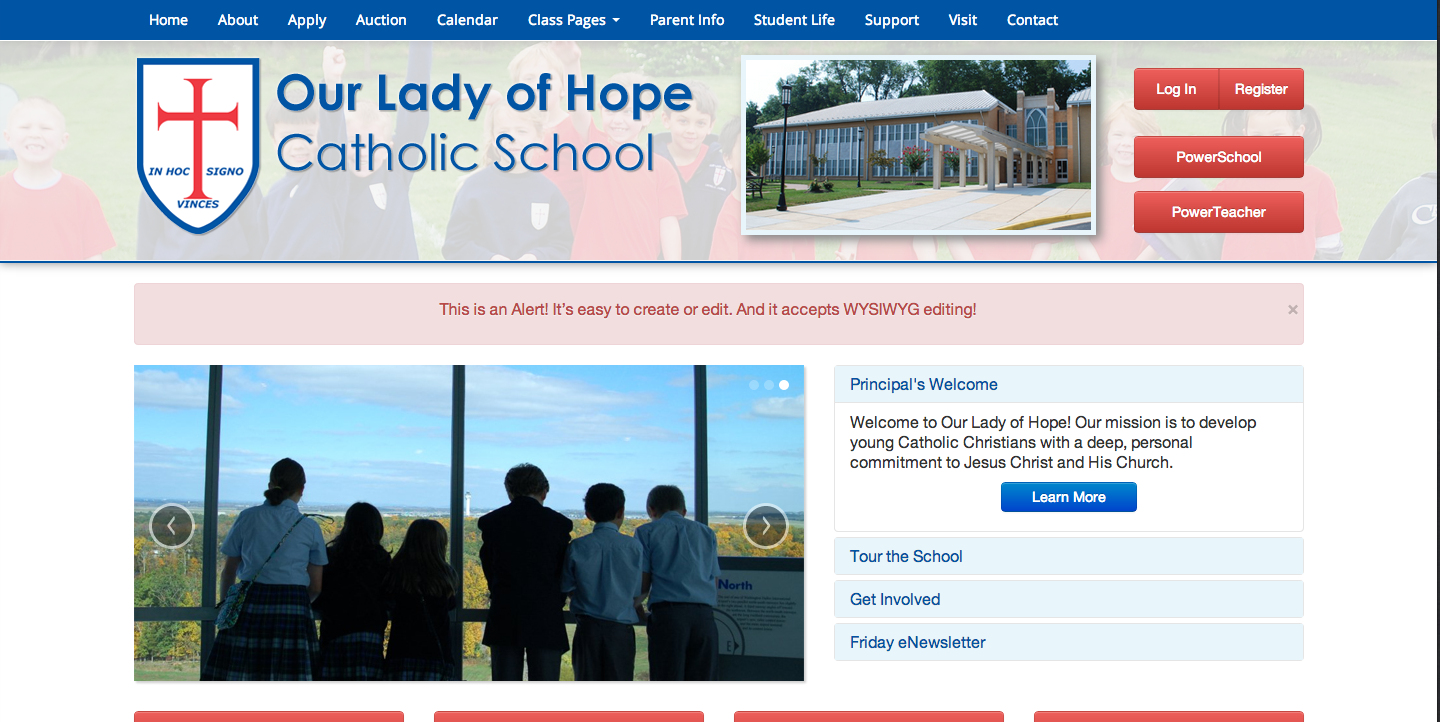 Home About Apply Auction Calendar Class Pages Parent Info Student Life Support Visit Contact
IN HOC SIGNO
VINCES
Our Lady of Hope
Catholic School
Log In Register
PowerSchool
PowerTeacher
This is an Alert! It’s easy to create or edit. And it accepts WYSIWYG editing!
×
North
Principal's Welcome
Welcome to Our Lady of Hope! Our mission is to develop
young Catholic Christians with a deep, personal
commitment to Jesus Christ and His Church.
Learn More
Tour the School
Get Involved
Friday eNewsletter